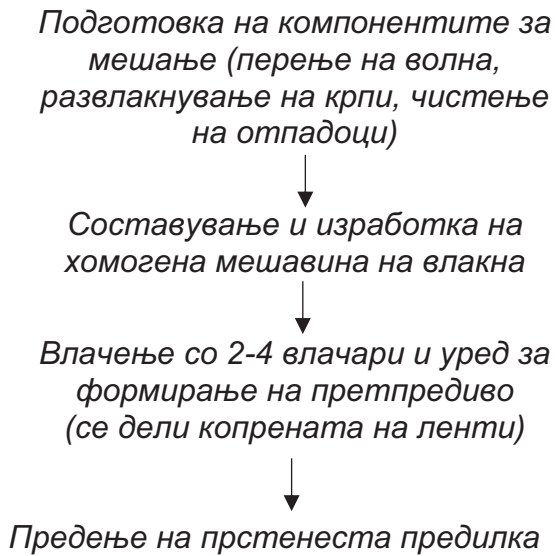 Подготовка на компонентите за
мешање (перење на волна,
развлакнување на крпи, чистење
на отпадоци)
Составување и изработка на
хомогена мешавина на влакна
Влачење со 2-4 влачари и уред за
формирање на претпредиво
(се дели копрената на ленти)
Предење на прстенеста предилка